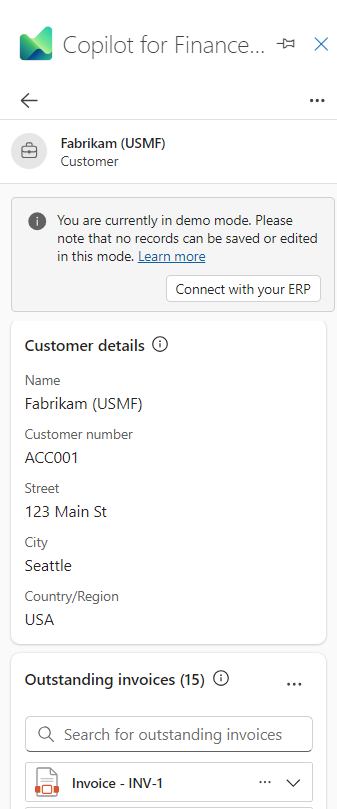 Copilot for Finance...
Fabrikam (USMF)
Customer
You are currently in demo mode. Please
note that no records can be saved or edited
in this mode. Learn more
Connect with your ERP
Customer details
Name
Fabrikam (USMF)
Customer number
ACC001
Street
123 Main St
City
Seattle
Country/Region
USA
Outstanding invoices (15)
Search for outstanding invoices
Invoice - INV-1